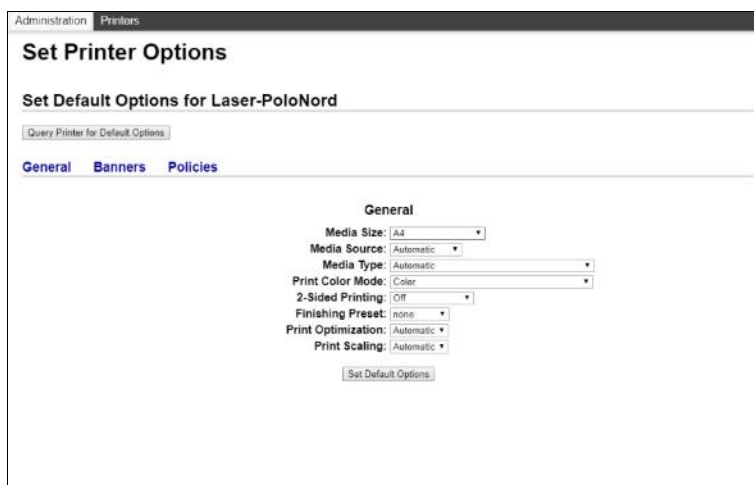 Administration Printers
Set Printer Options
Set Default Options for Laser-PoloNord
Query Printer for Default Options
General Banners Policies
General
Media Size: A4
Media Source: Automatic
Media Type: Automatic
Print Color Mode: Color
2-Sided Printing: Off
Finishing Preset: none
Print Optimization: Automatic
Print Scaling: Automatic
Set Default Options